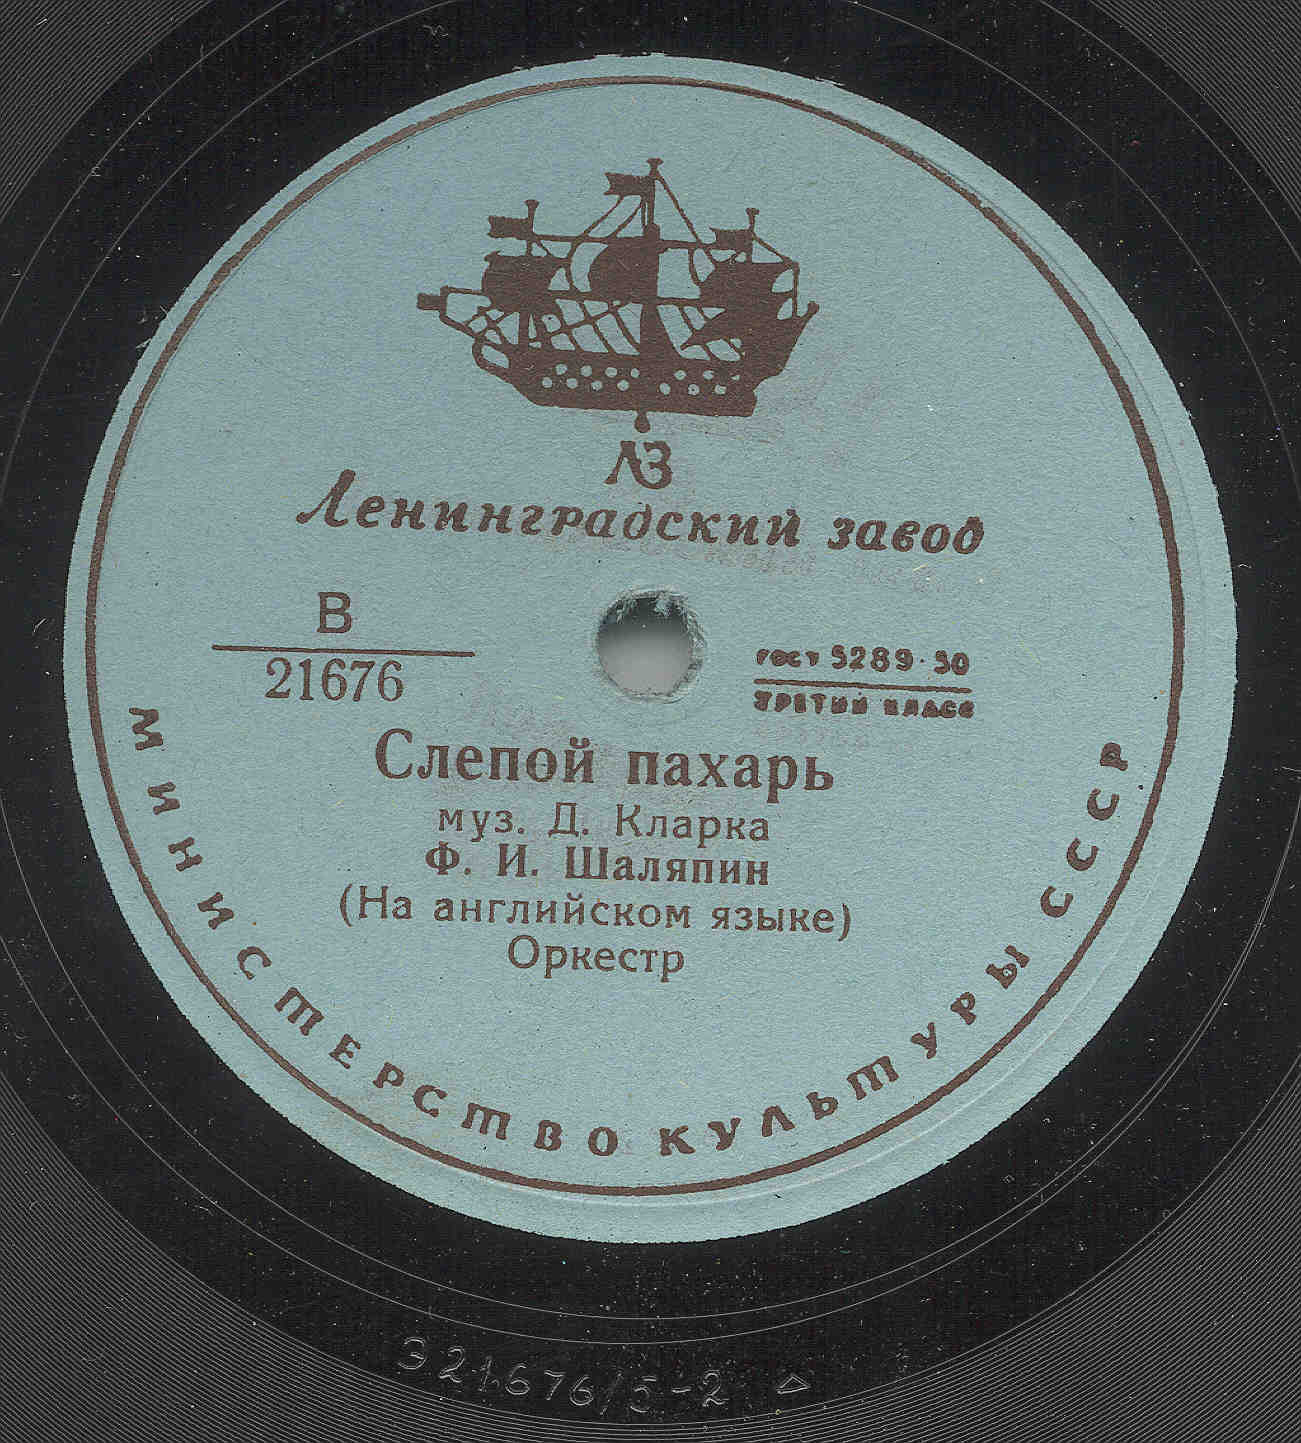 ЛЗ
Ленинградский завод
В
21676
гост 5289-50
третий класс
Слепой пахарь
муз. Д. Кларка
Ф. И. Шаляпин
(На английском языке)
Оркестр
МИНИСТЕРСТВО КУЛЬТУРЫ СССР
Э21676/5-2